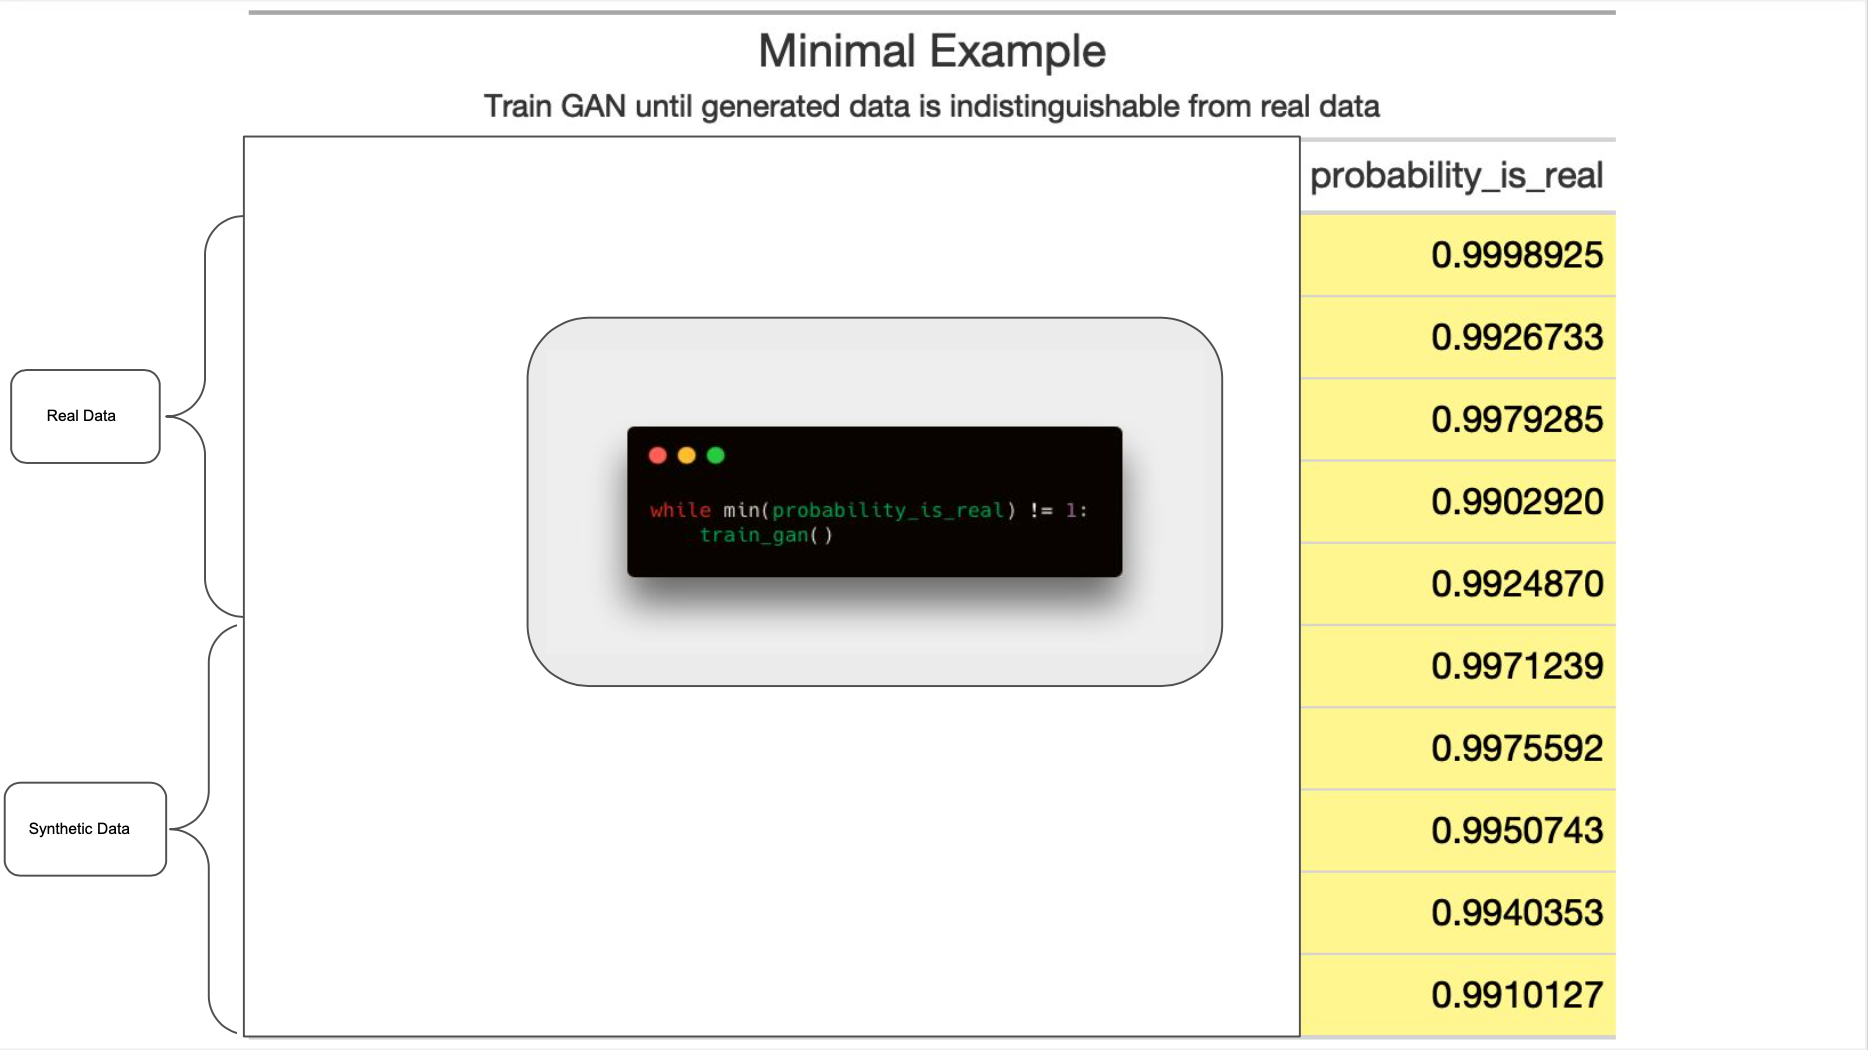 Minimal Example
Train GAN until generated data is indistinguishable from real data
probability_is_real
0.9998925
0.9926733
0.9979285
Real Data
0.9902920
while min(probability_is_real) != 1:
train_gan()
0.9924870
0.9971239
0.9975592
Synthetic Data
0.9950743
0.9940353
0.9910127